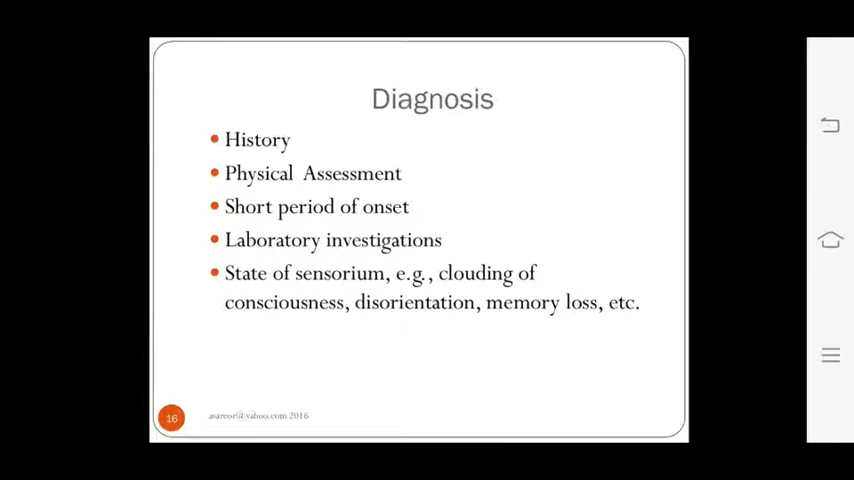 Diagnosis
• History
• Physical Assessment
• Short period of onset
• Laboratory investigations
• State of sensorium, e.g., clouding of
consciousness, disorientation, memory loss, etc.
16
asareoe@yahoo.com 2016